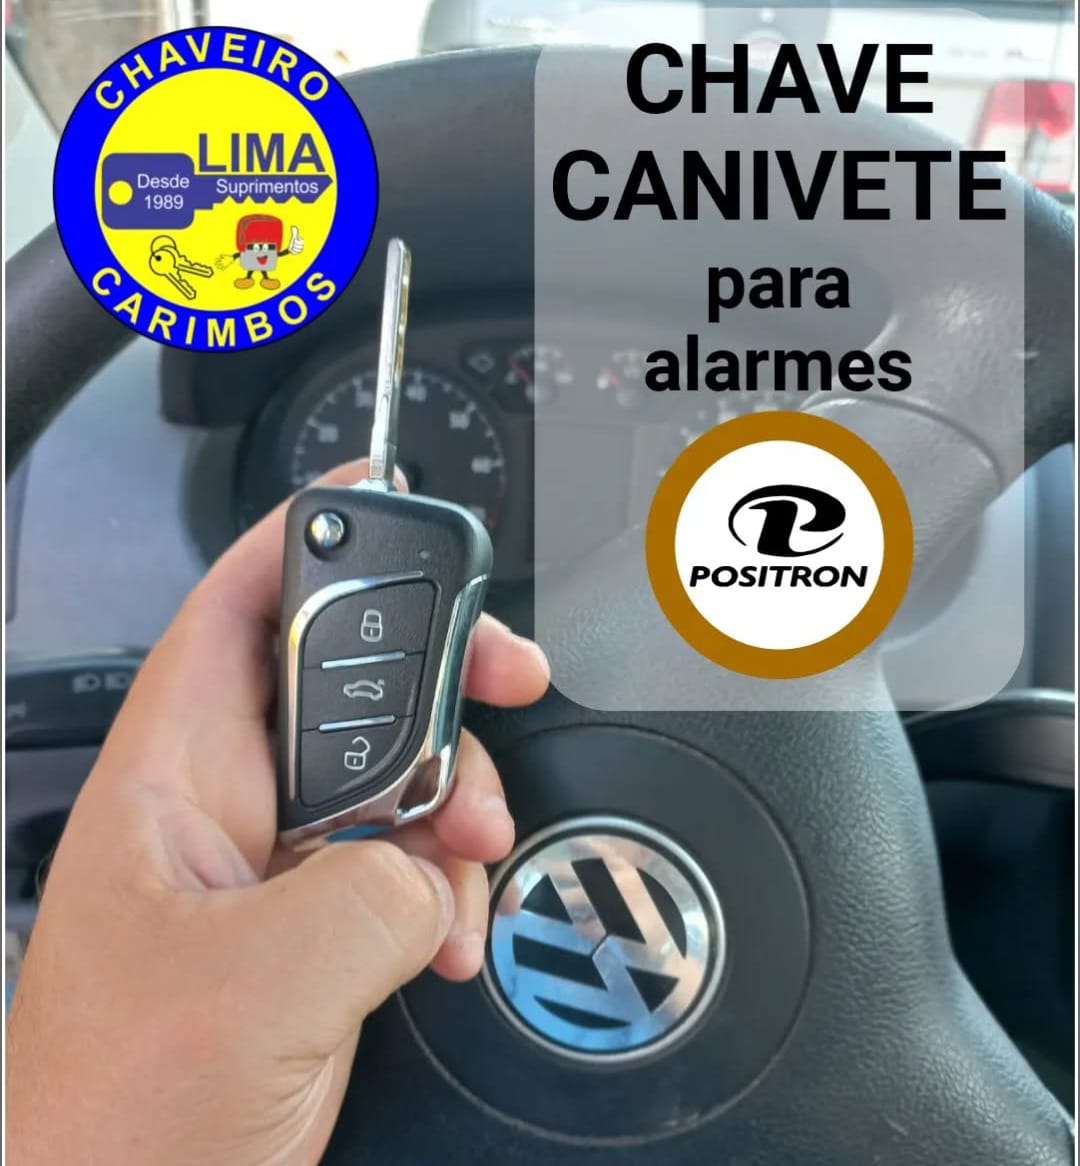 CHAVEIRO
LIMA
Suprimentos
Desde
1989
CARIMBOS
CHAVE
CANIVETE
para
alarmes
POSITRON